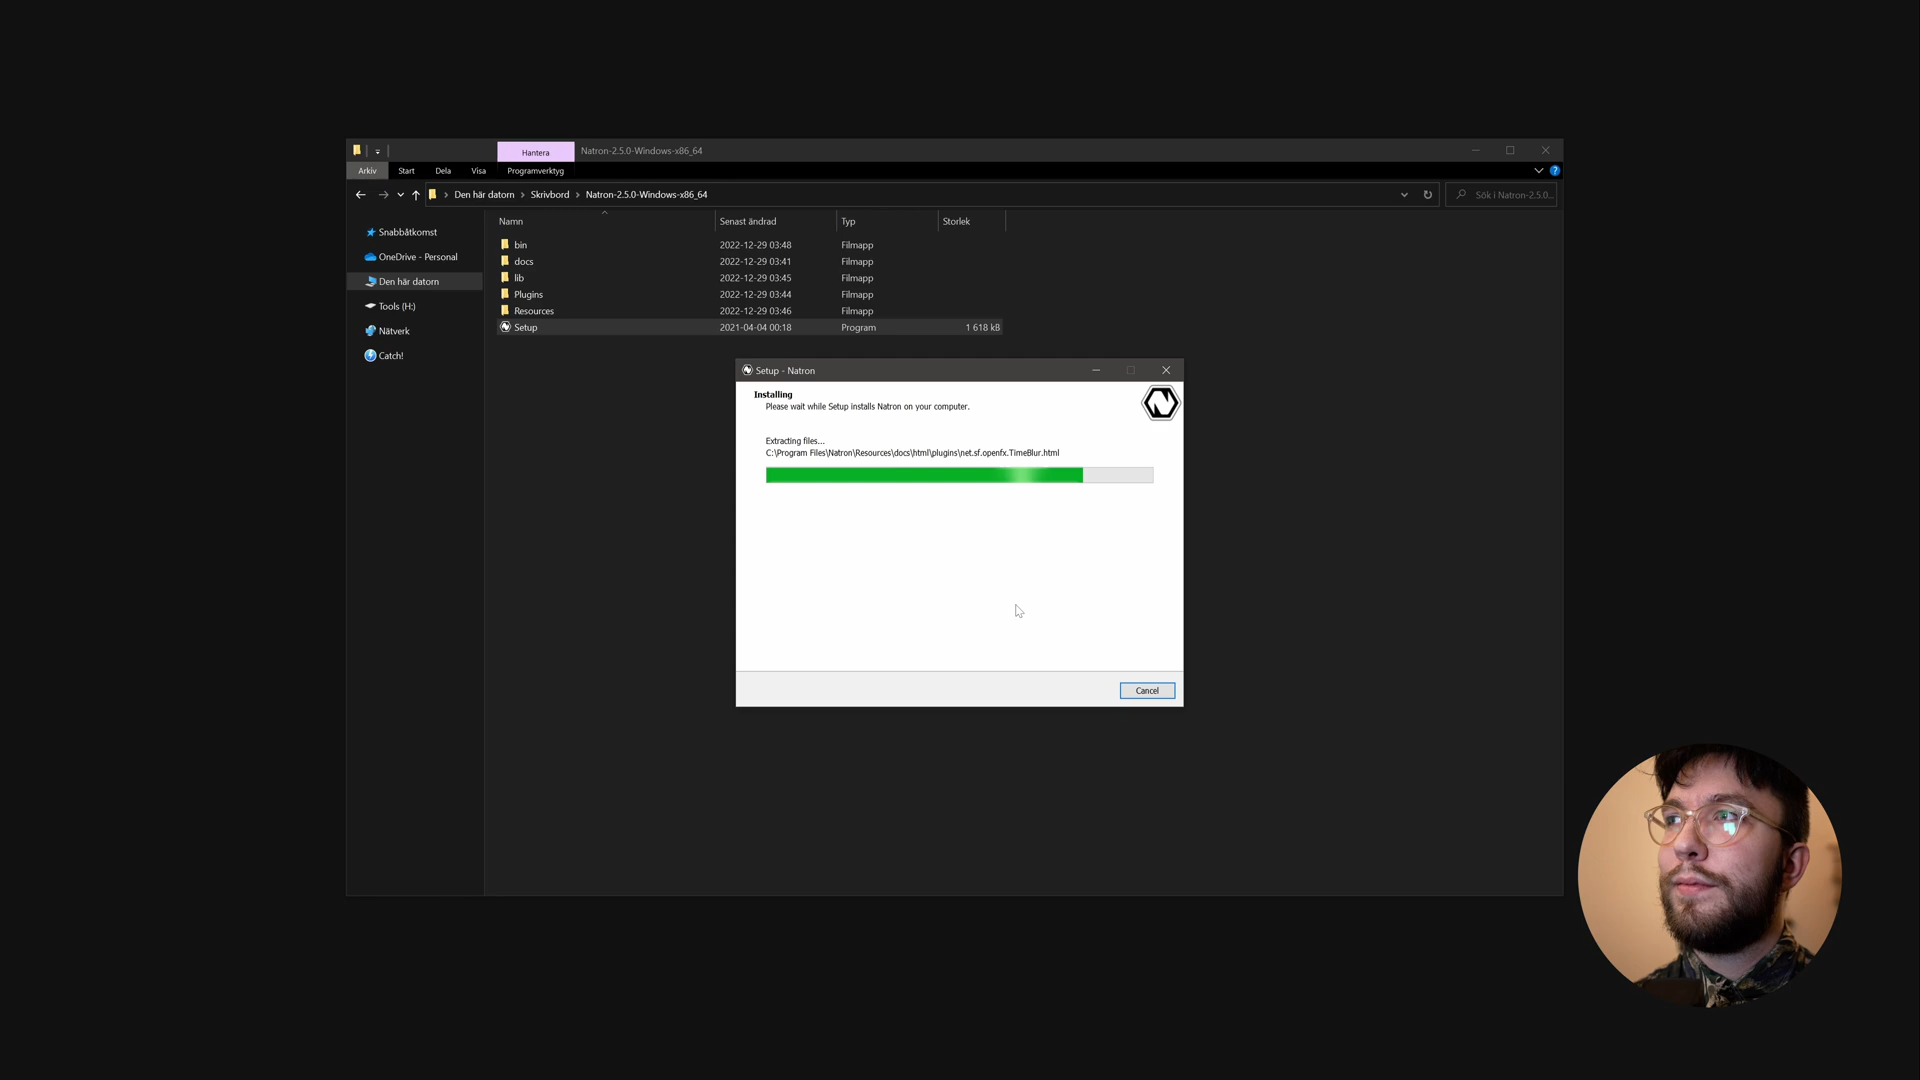 Hantera
Natron-2.5.0-Windows-x86_64
Arkiv Start Dela Visa Programverktyg
Den här datorn Skrivbord Natron-2.5.0-Windows-x86_64
Sök i Natron-2.5.0...
Namn Senast ändrad Typ Storlek
Snabbåtkomst
OneDrive - Personal
Den här datorn
Tools (H:)
Nätverk
Catch!
bin 2022-12-29 03:48 Filmapp
docs 2022-12-29 03:41 Filmapp
lib 2022-12-29 03:45 Filmapp
Plugins 2022-12-29 03:44 Filmapp
Resources 2022-12-29 03:46 Filmapp
Setup 2021-04-04 00:18 Program 1 618 kB
Setup - Natron
Installing
Please wait while Setup installs Natron on your computer.
Extracting files...
C:\Program Files\Natron\Resources\docs\html\plugins\net.sf.openfx.TimeBlur.html
Cancel